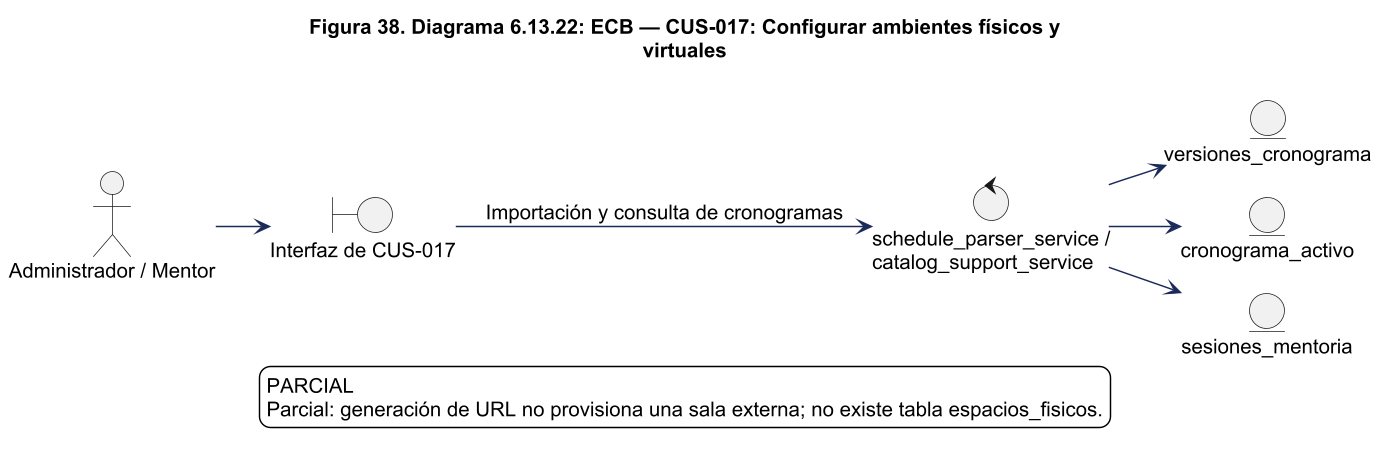 Figura 38. Diagrama 6.13.22: ECB — CUS-017: Configurar ambientes físicos y
virtuales
versiones_cronograma
Importación y consulta de cronogramas
Administrador / Mentor
Interfaz de CUS-017
schedule_parser_service /
catalog_support_service
cronograma_activo
sesiones_mentoria
PARCIAL
Parcial: generación de URL no provisiona una sala externa; no existe tabla espacios_fisicos.